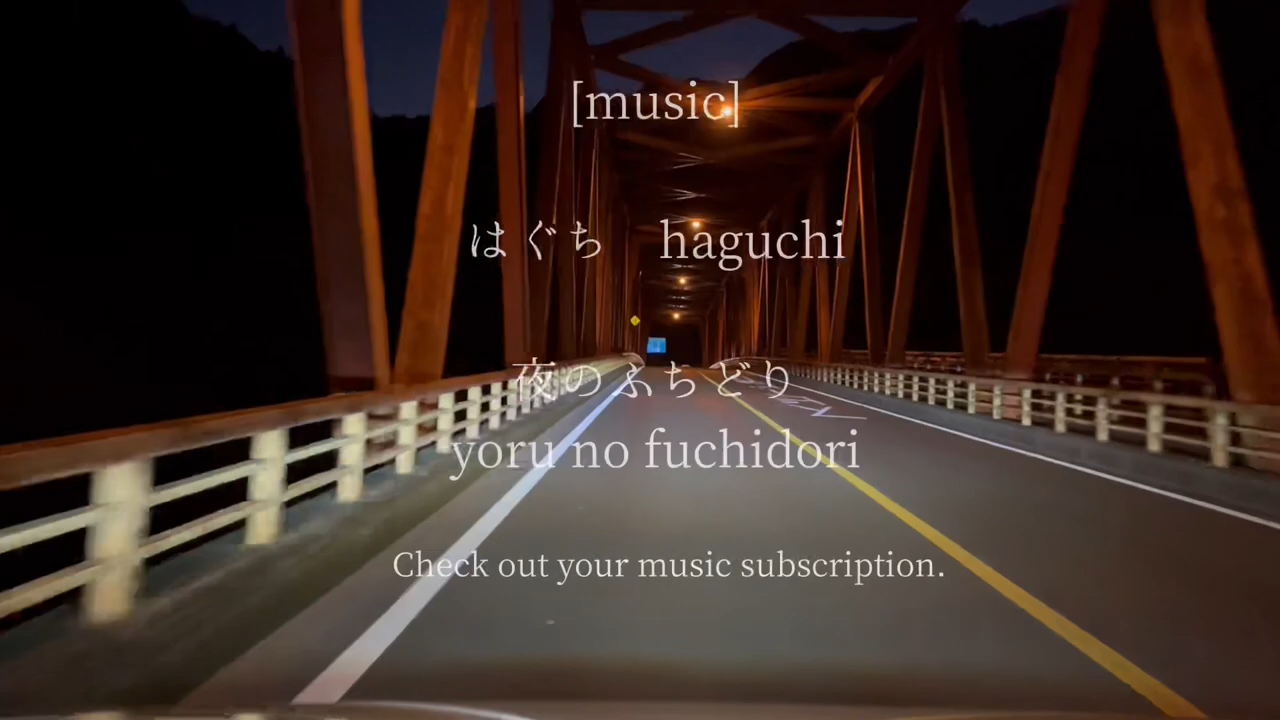 [music]
はぐち haguchi
夜のふちどり
yoru no fuchidori
Check out your music subscription.